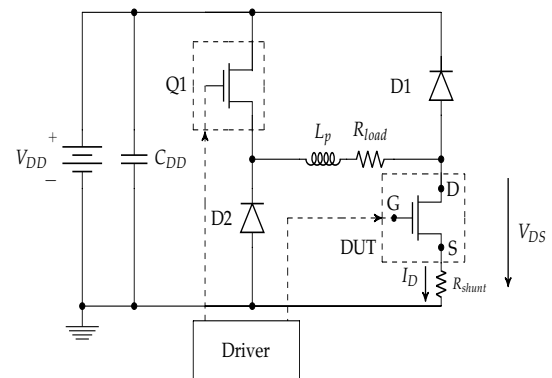 Q1
D1
L_p
R_load
+
V_DD
−
C_DD
D
G
D2
DUT
S
V_DS
I_D
R_shunt
Driver